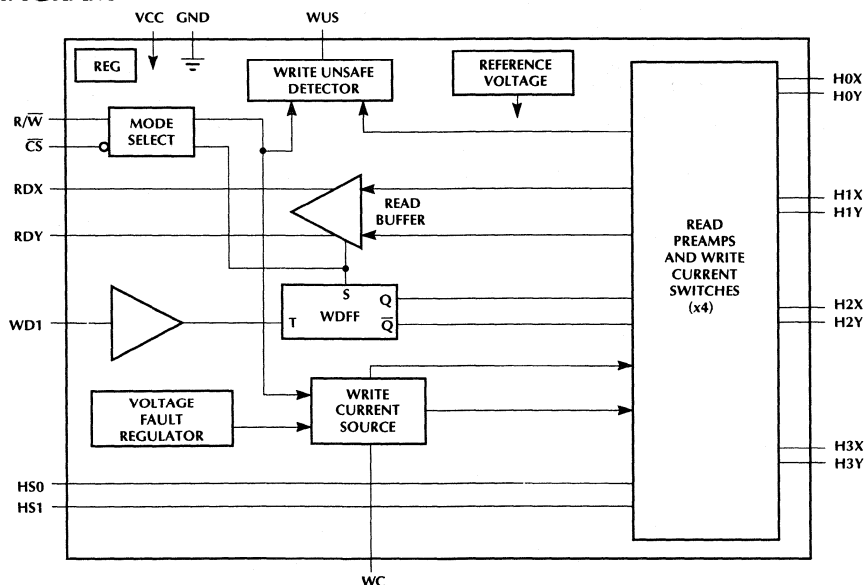 VCC GND WUS
REG
WRITE UNSAFE
DETECTOR
REFERENCE
VOLTAGE
H0X
H0Y
R/W̅
C̅S̅
MODE
SELECT
RDX
RDY
READ
BUFFER
H1X
H1Y
READ
PREAMPS
AND WRITE
CURRENT
SWITCHES
(x4)
S
Q
T
WDFF
Q̅
WD1
H2X
H2Y
VOLTAGE
FAULT
REGULATOR
WRITE
CURRENT
SOURCE
H3X
H3Y
HS0
HS1
WC